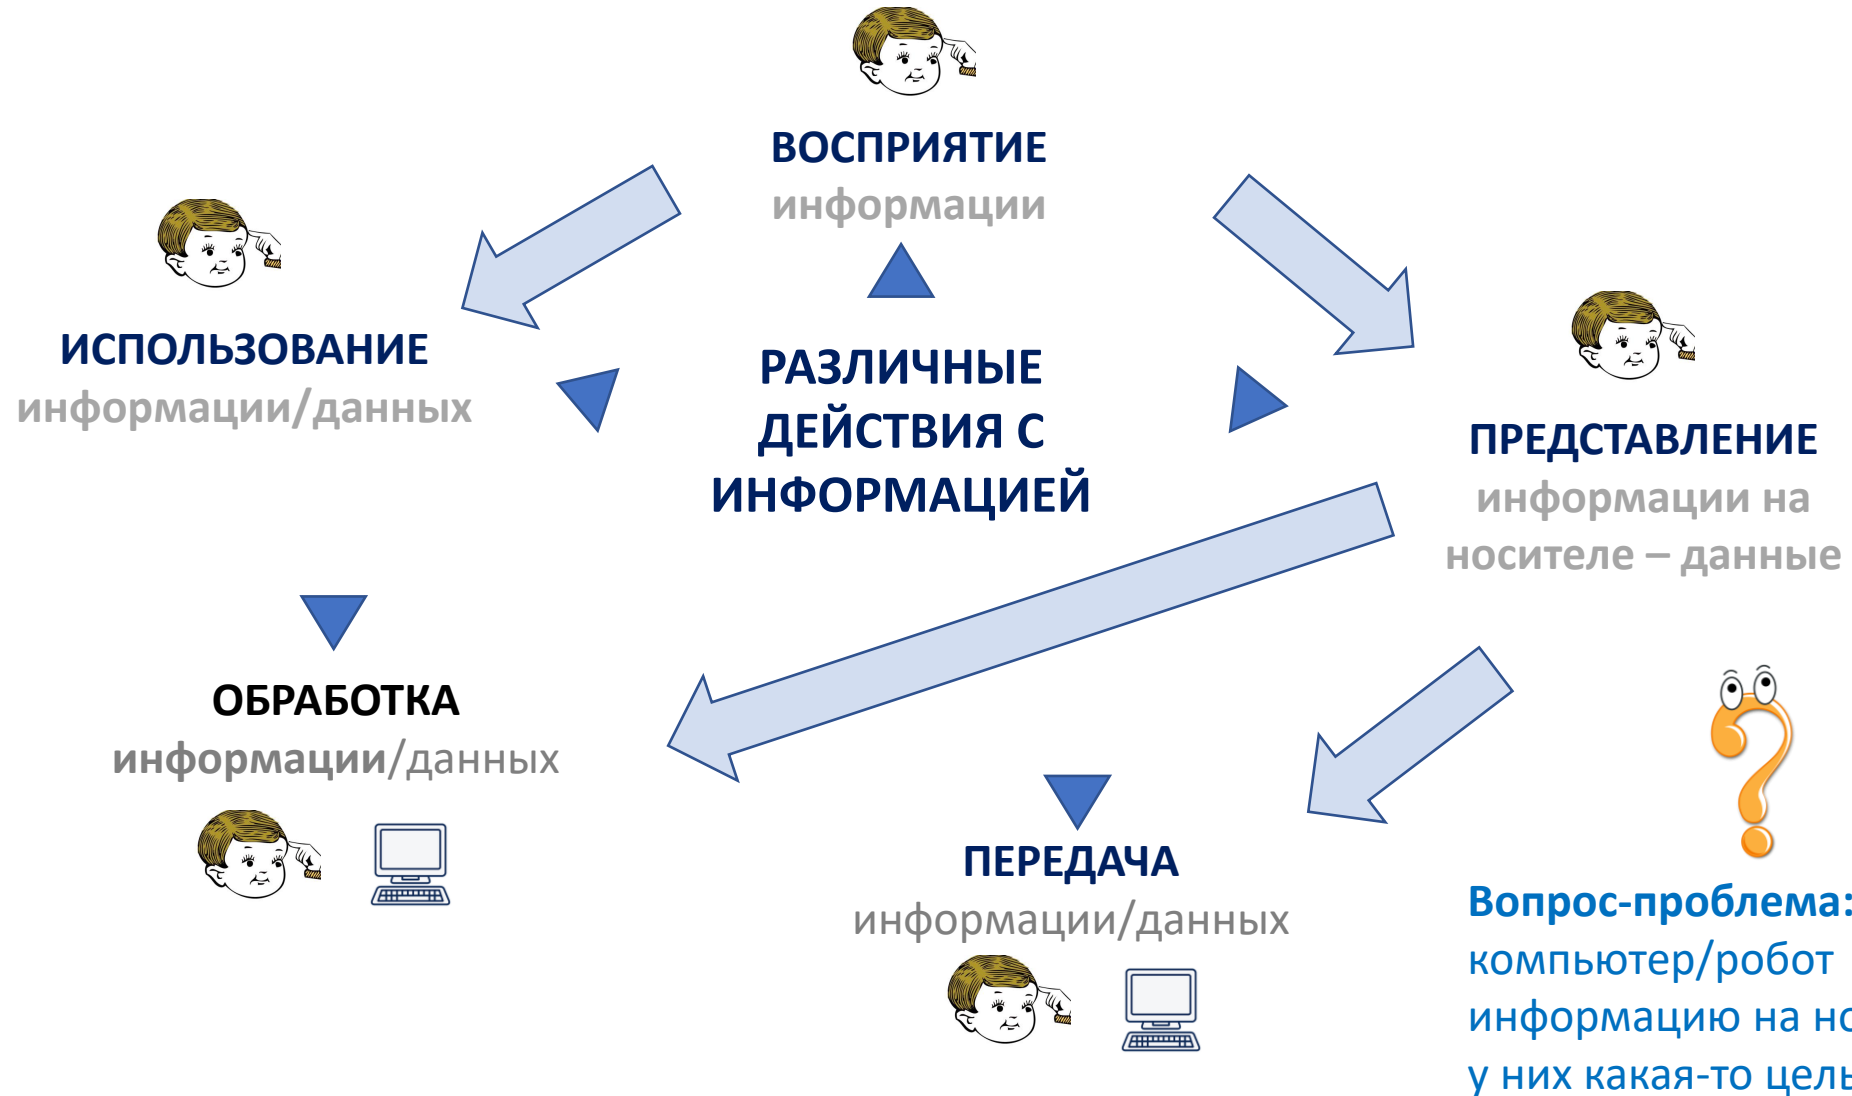 ВОСПРИЯТИЕ
информации
ИСПОЛЬЗОВАНИЕ
информации/данных
РАЗЛИЧНЫЕ
ДЕЙСТВИЯ С
ИНФОРМАЦИЕЙ
ПРЕДСТАВЛЕНИЕ
информации на
носителе – данные
ОБРАБОТКА
информации/данных
ПЕРЕДАЧА
информации/данных
Вопрос-проблема:
компьютер/робот
информацию на
у них какая-то цель